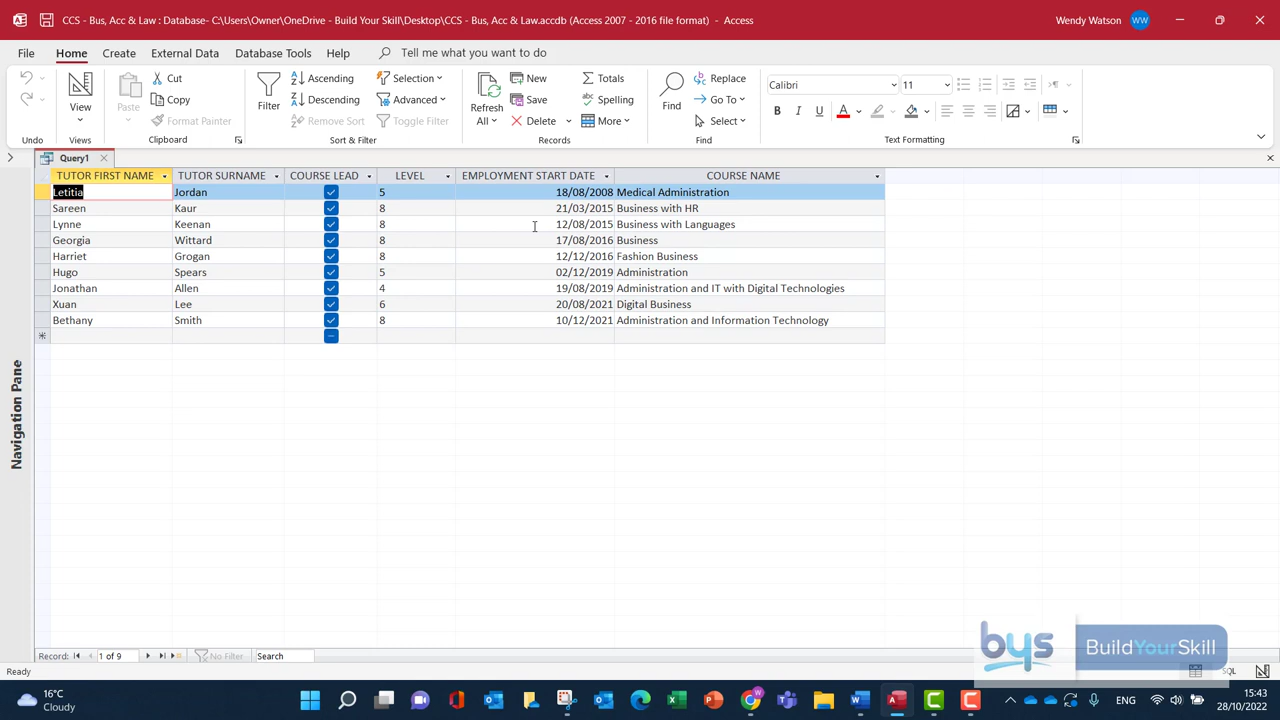 CCS - Bus, Acc & Law : Database- C:\Users\Owner\OneDrive - Build Your Skill\Desktop\CCS - Bus, Acc & Law.accdb (Access 2007 - 2016 file format) - Access
Wendy Watson WW
File Home Create External Data Database Tools Help Tell me what you want to do
Cut Ascending Selection New Totals Replace Calibri 11
View Paste Copy Filter Descending Advanced Refresh All Save Spelling Find Go To
Format Painter Remove Sort Toggle Filter Delete More Select B I U A
Undo Views Clipboard Sort & Filter Records Find Text Formatting
Query1
TUTOR FIRST NAME TUTOR SURNAME COURSE LEAD LEVEL EMPLOYMENT START DATE COURSE NAME
Letitia Jordan 5 18/08/2008 Medical Administration
Sareen Kaur 8 21/03/2015 Business with HR
Lynne Keenan 8 12/08/2015 Business with Languages
Georgia Wittard 8 17/08/2016 Business
Harriet Grogan 8 12/12/2016 Fashion Business
Hugo Spears 5 02/12/2019 Administration
Jonathan Allen 4 19/08/2019 Administration and IT with Digital Technologies
Xuan Lee 6 20/08/2021 Digital Business
Bethany Smith 8 10/12/2021 Administration and Information Technology
Navigation Pane
Record: 1 of 9 No Filter Search
bys BuildYourSkill
Ready SQL
16°C
Cloudy
ENG
15:43
28/10/2022